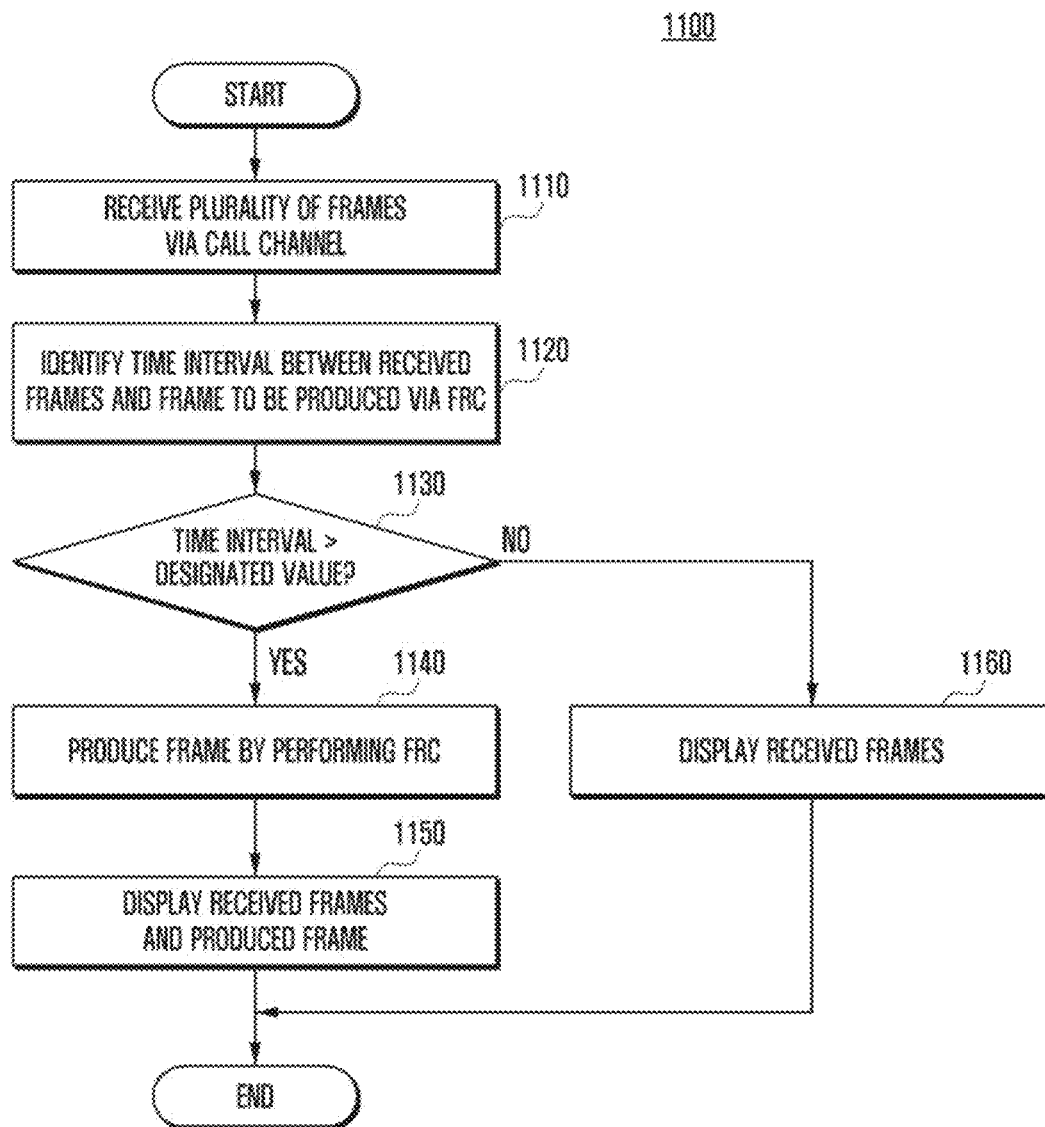 1100
START
1110
RECEIVE PLURALITY OF FRAMES
VIA CALL CHANNEL
1120
IDENTIFY TIME INTERVAL BETWEEN RECEIVED
FRAMES AND FRAME TO BE PRODUCED VIA FRC
1130
TIME INTERVAL >
DESIGNATED VALUE?
NO
YES
1140
PRODUCE FRAME BY PERFORMING FRC
1160
DISPLAY RECEIVED FRAMES
1150
DISPLAY RECEIVED FRAMES
AND PRODUCED FRAME
END